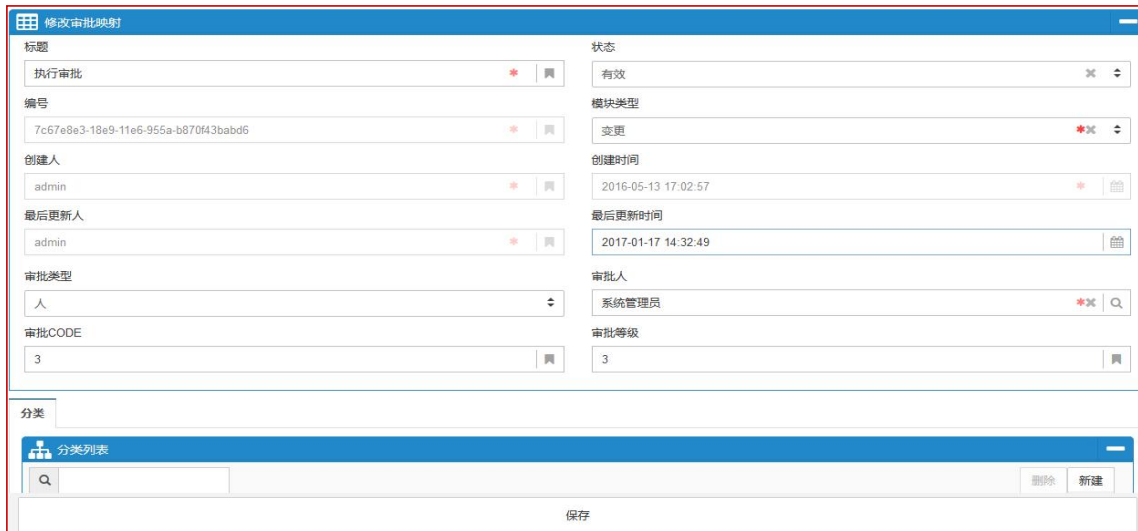 修改审批映射
标题 状态
执行审批 * 有效
编号 模块类型
7c67e8e3-18e9-11e6-955a-b870f43babd6 * 变更 *
创建人 创建时间
admin * 2016-05-13 17:02:57 *
最后更新人 最后更新时间
admin * 2017-01-17 14:32:49
审批类型 审批人
人 系统管理员 *
审批CODE 审批等级
3 3
分类
分类列表
删除 新建
保存